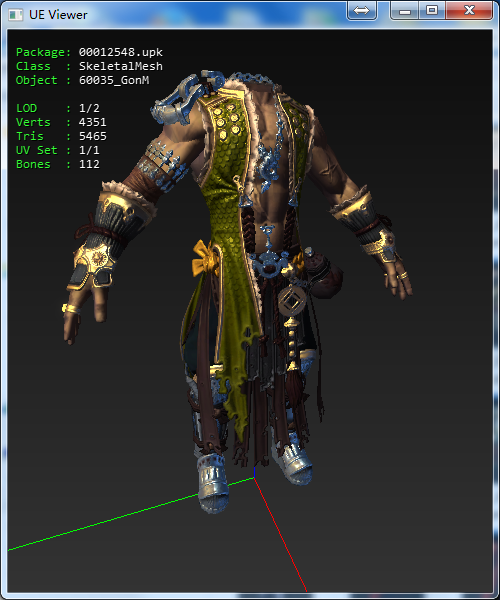 UE Viewer
Package: 00012548.upk
Class : SkeletalMesh
Object : 60035_GonM
LOD : 1/2
Verts : 4351
Tris : 5465
UV Set : 1/1
Bones : 112